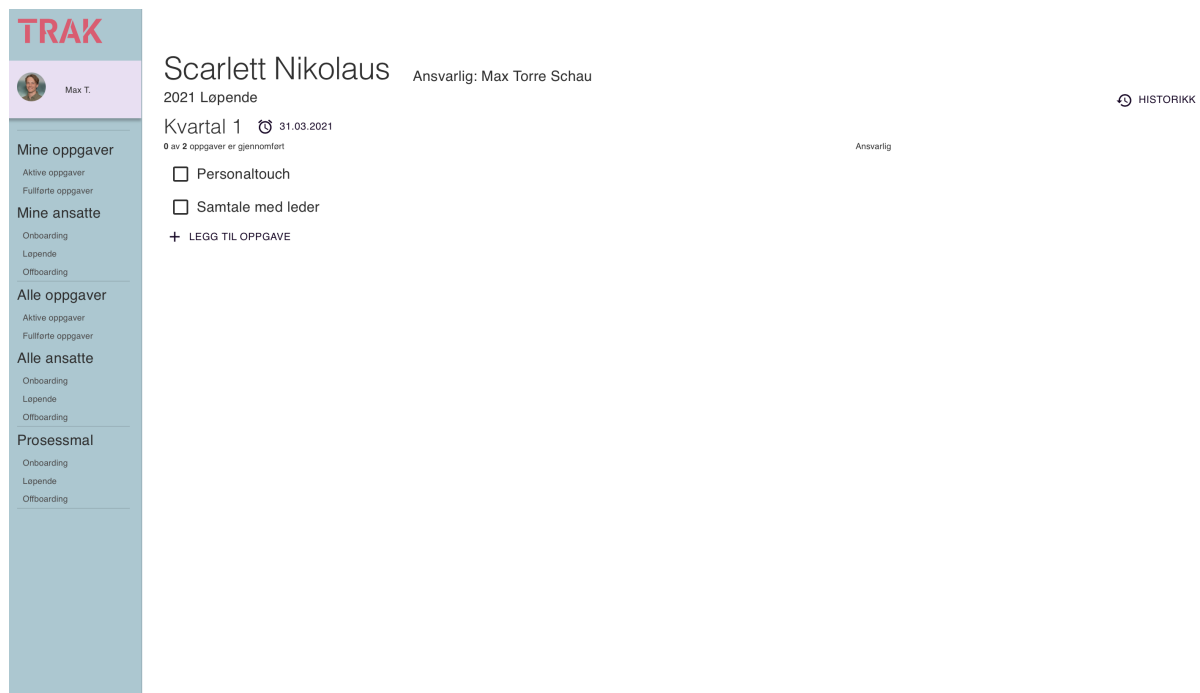 TRAK
Max T.
Mine oppgaver
Aktive oppgaver
Fullførte oppgaver
Mine ansatte
Onboarding
Løpende
Offboarding
Alle oppgaver
Aktive oppgaver
Fullførte oppgaver
Alle ansatte
Onboarding
Løpende
Offboarding
Prosessmal
Onboarding
Løpende
Offboarding
Scarlett Nikolaus Ansvarlig: Max Torre Schau
2021 Løpende
HISTORIKK
Kvartal 1 31.03.2021
0 av 2 oppgaver er gjennomført Ansvarlig
Personaltouch
Samtale med leder
LEGG TIL OPPGAVE